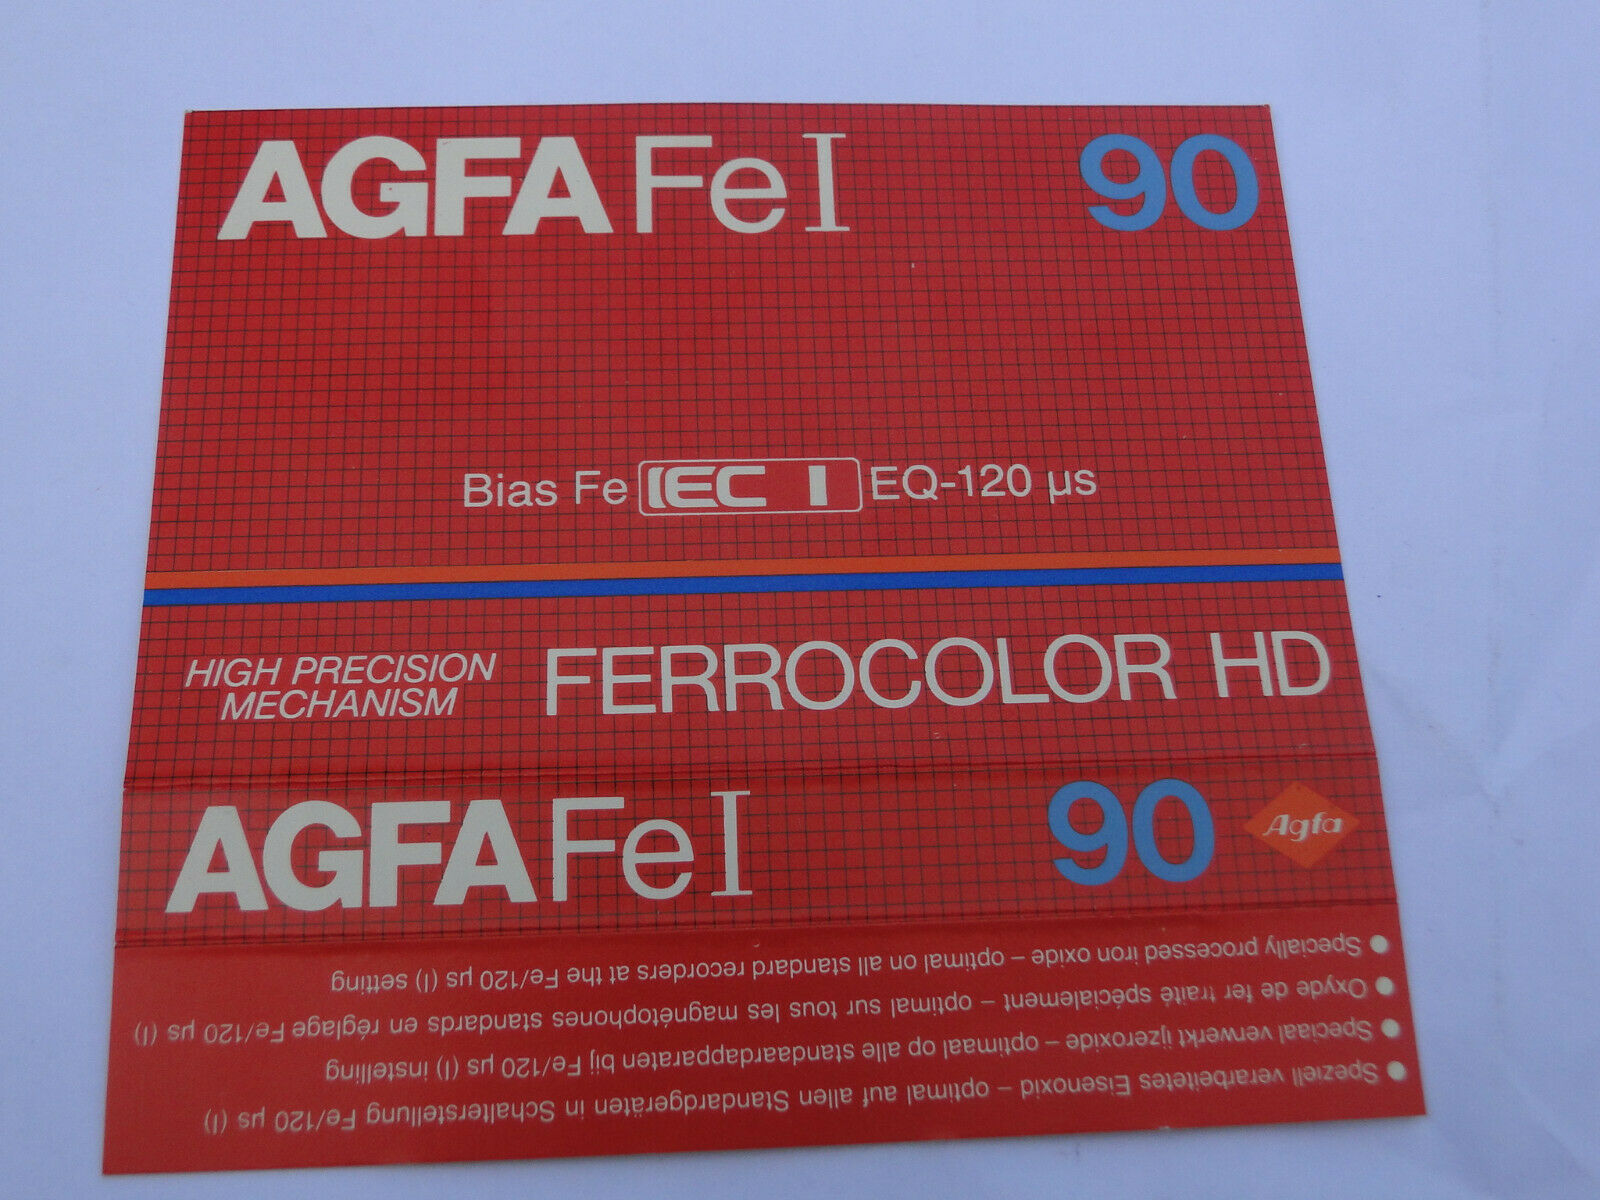 AGFA Fe I 90
Bias Fe IEC I EQ-120 µs
HIGH PRECISION
MECHANISM
FERROCOLOR HD
AGFA Fe I 90 Agfa
● Specially processed iron oxide – optimal on all standard recorders at the Fe/120 µs (I) setting
● Oxyde de fer traité spécialement – optimal sur tous les magnétophones standards en réglage Fe/120 µs (I)
● Speciaal verwerkt ijzeroxide – optimaal op alle standaardapparaten bij Fe/120 µs (I) instelling
● Speziell verarbeitetes Eisenoxid – optimal auf allen Standardgeräten in Schalterstellung Fe/120 µs (I)